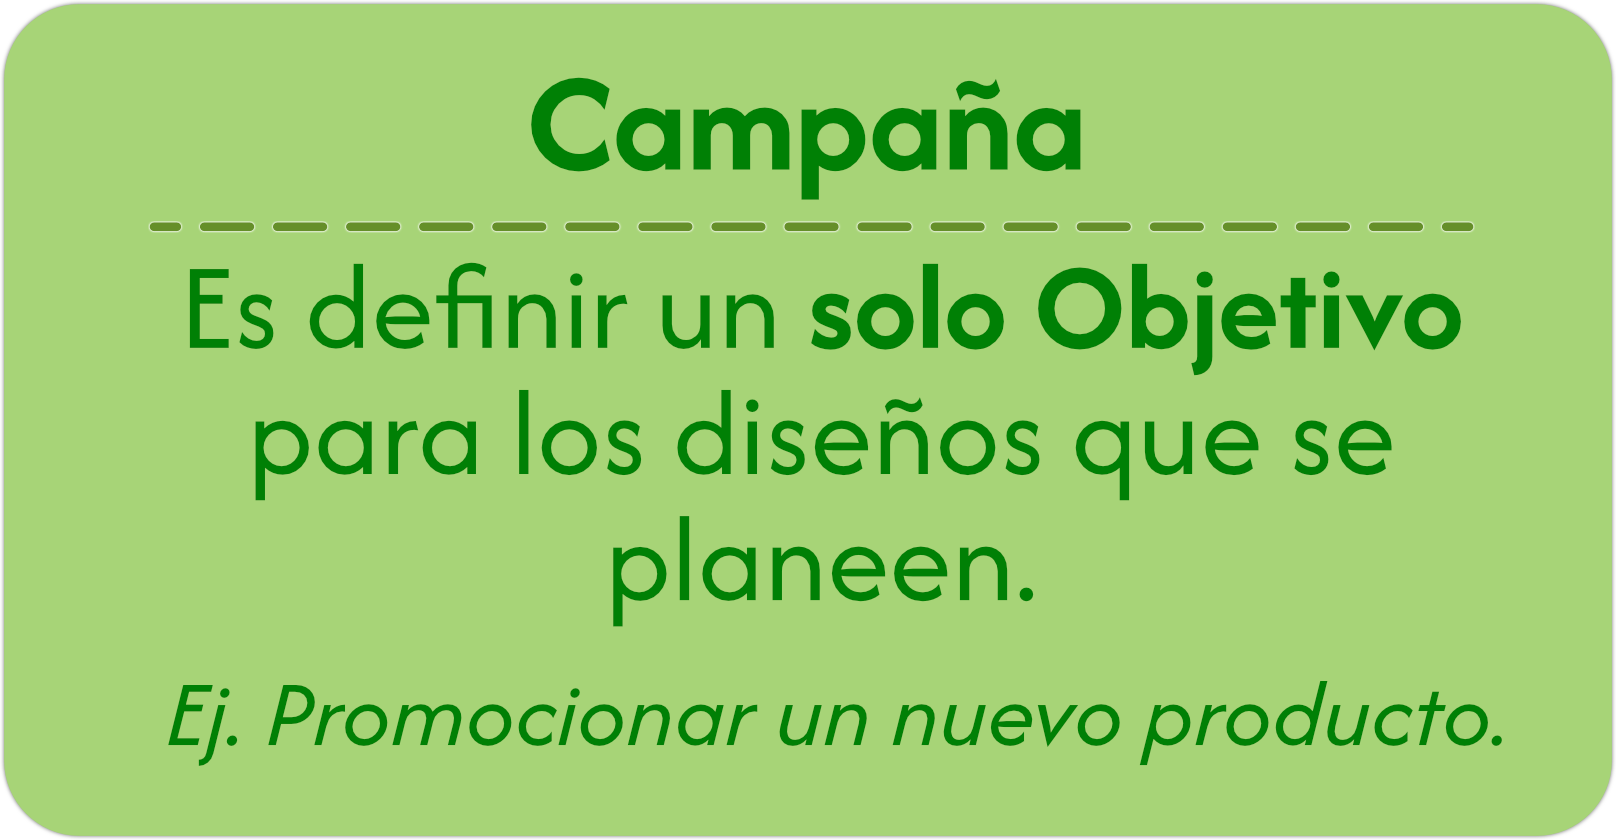 Campaña
Es definir un solo Objetivo
para los diseños que se
planeen.
Ej. Promocionar un nuevo producto.